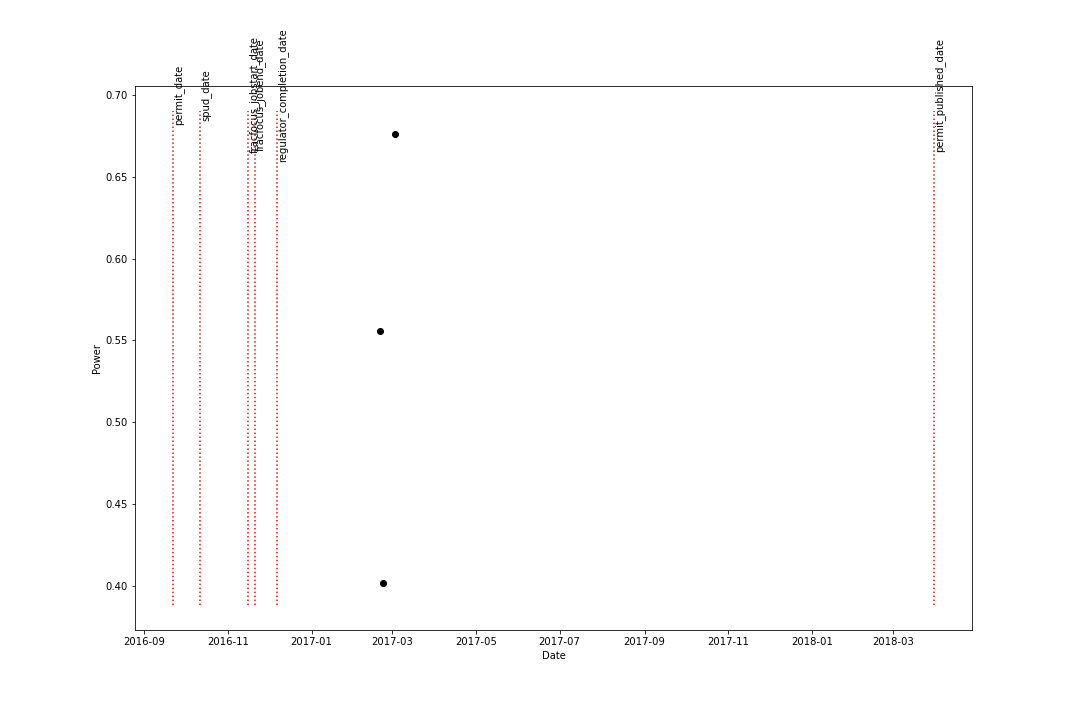 permit_date
spud_date
fracfocus_jobstart_date
fracfocus_jobend_date
regulator_completion_date
permit_published_date
0.70
0.65
0.60
0.55
0.50
0.45
0.40
Power
2016-09 2016-11 2017-01 2017-03 2017-05 2017-07 2017-09 2017-11 2018-01 2018-03
Date